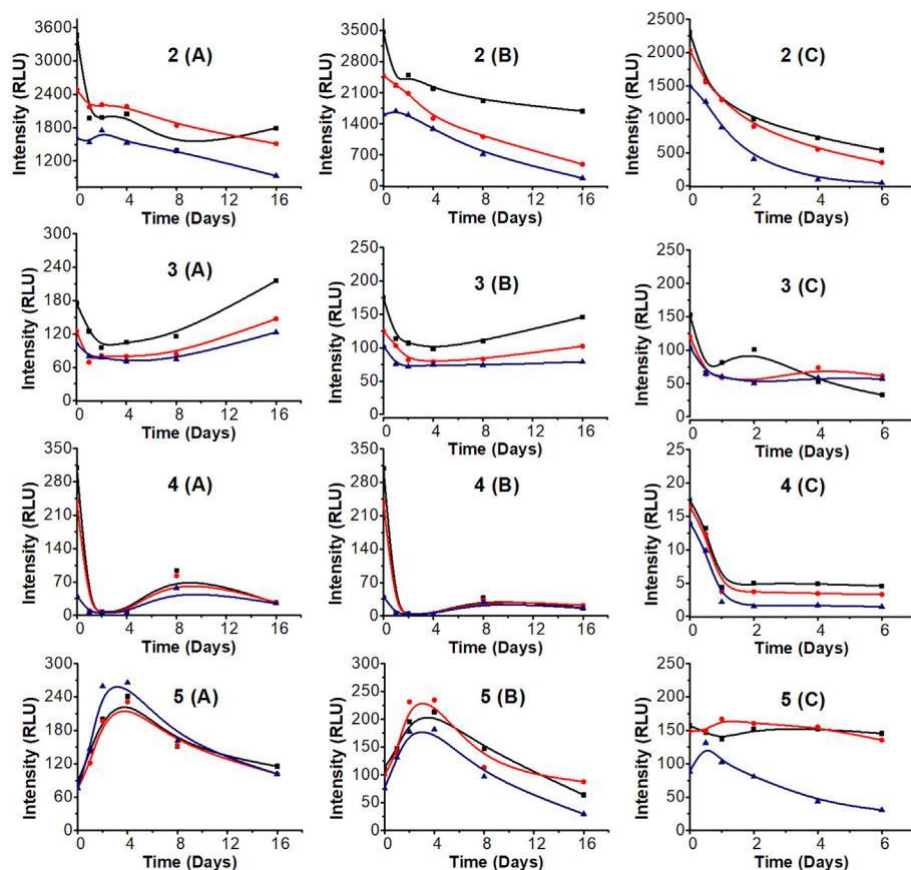 2 (A)
Intensity (RLU)
3600
3000
2400
1800
1200
0 4 8 12 16
Time (Days)
2 (B)
Intensity (RLU)
3500
2800
2100
1400
700
0
0 4 8 12 16
Time (Days)
2 (C)
Intensity (RLU)
2500
2000
1500
1000
500
0
0 2 4 6
Time (Days)
3 (A)
Intensity (RLU)
300
240
180
120
60
0
0 4 8 12 16
Time (Days)
3 (B)
Intensity (RLU)
250
200
150
100
50
0
0 4 8 12 16
Time (Days)
3 (C)
Intensity (RLU)
250
200
150
100
50
0
0 2 4 6
Time (Days)
4 (A)
Intensity (RLU)
350
280
210
140
70
0
0 4 8 12 16
Time (Days)
4 (B)
Intensity (RLU)
350
280
210
140
70
0
0 4 8 12 16
Time (Days)
4 (C)
Intensity (RLU)
25
20
15
10
5
0
0 2 4 6
Time (Days)
5 (A)
Intensity (RLU)
300
240
180
120
60
0
0 4 8 12 16
Time (Days)
5 (B)
Intensity (RLU)
300
250
200
150
100
50
0
0 4 8 12 16
Time (Days)
5 (C)
Intensity (RLU)
250
200
150
100
50
0
0 2 4 6
Time (Days)